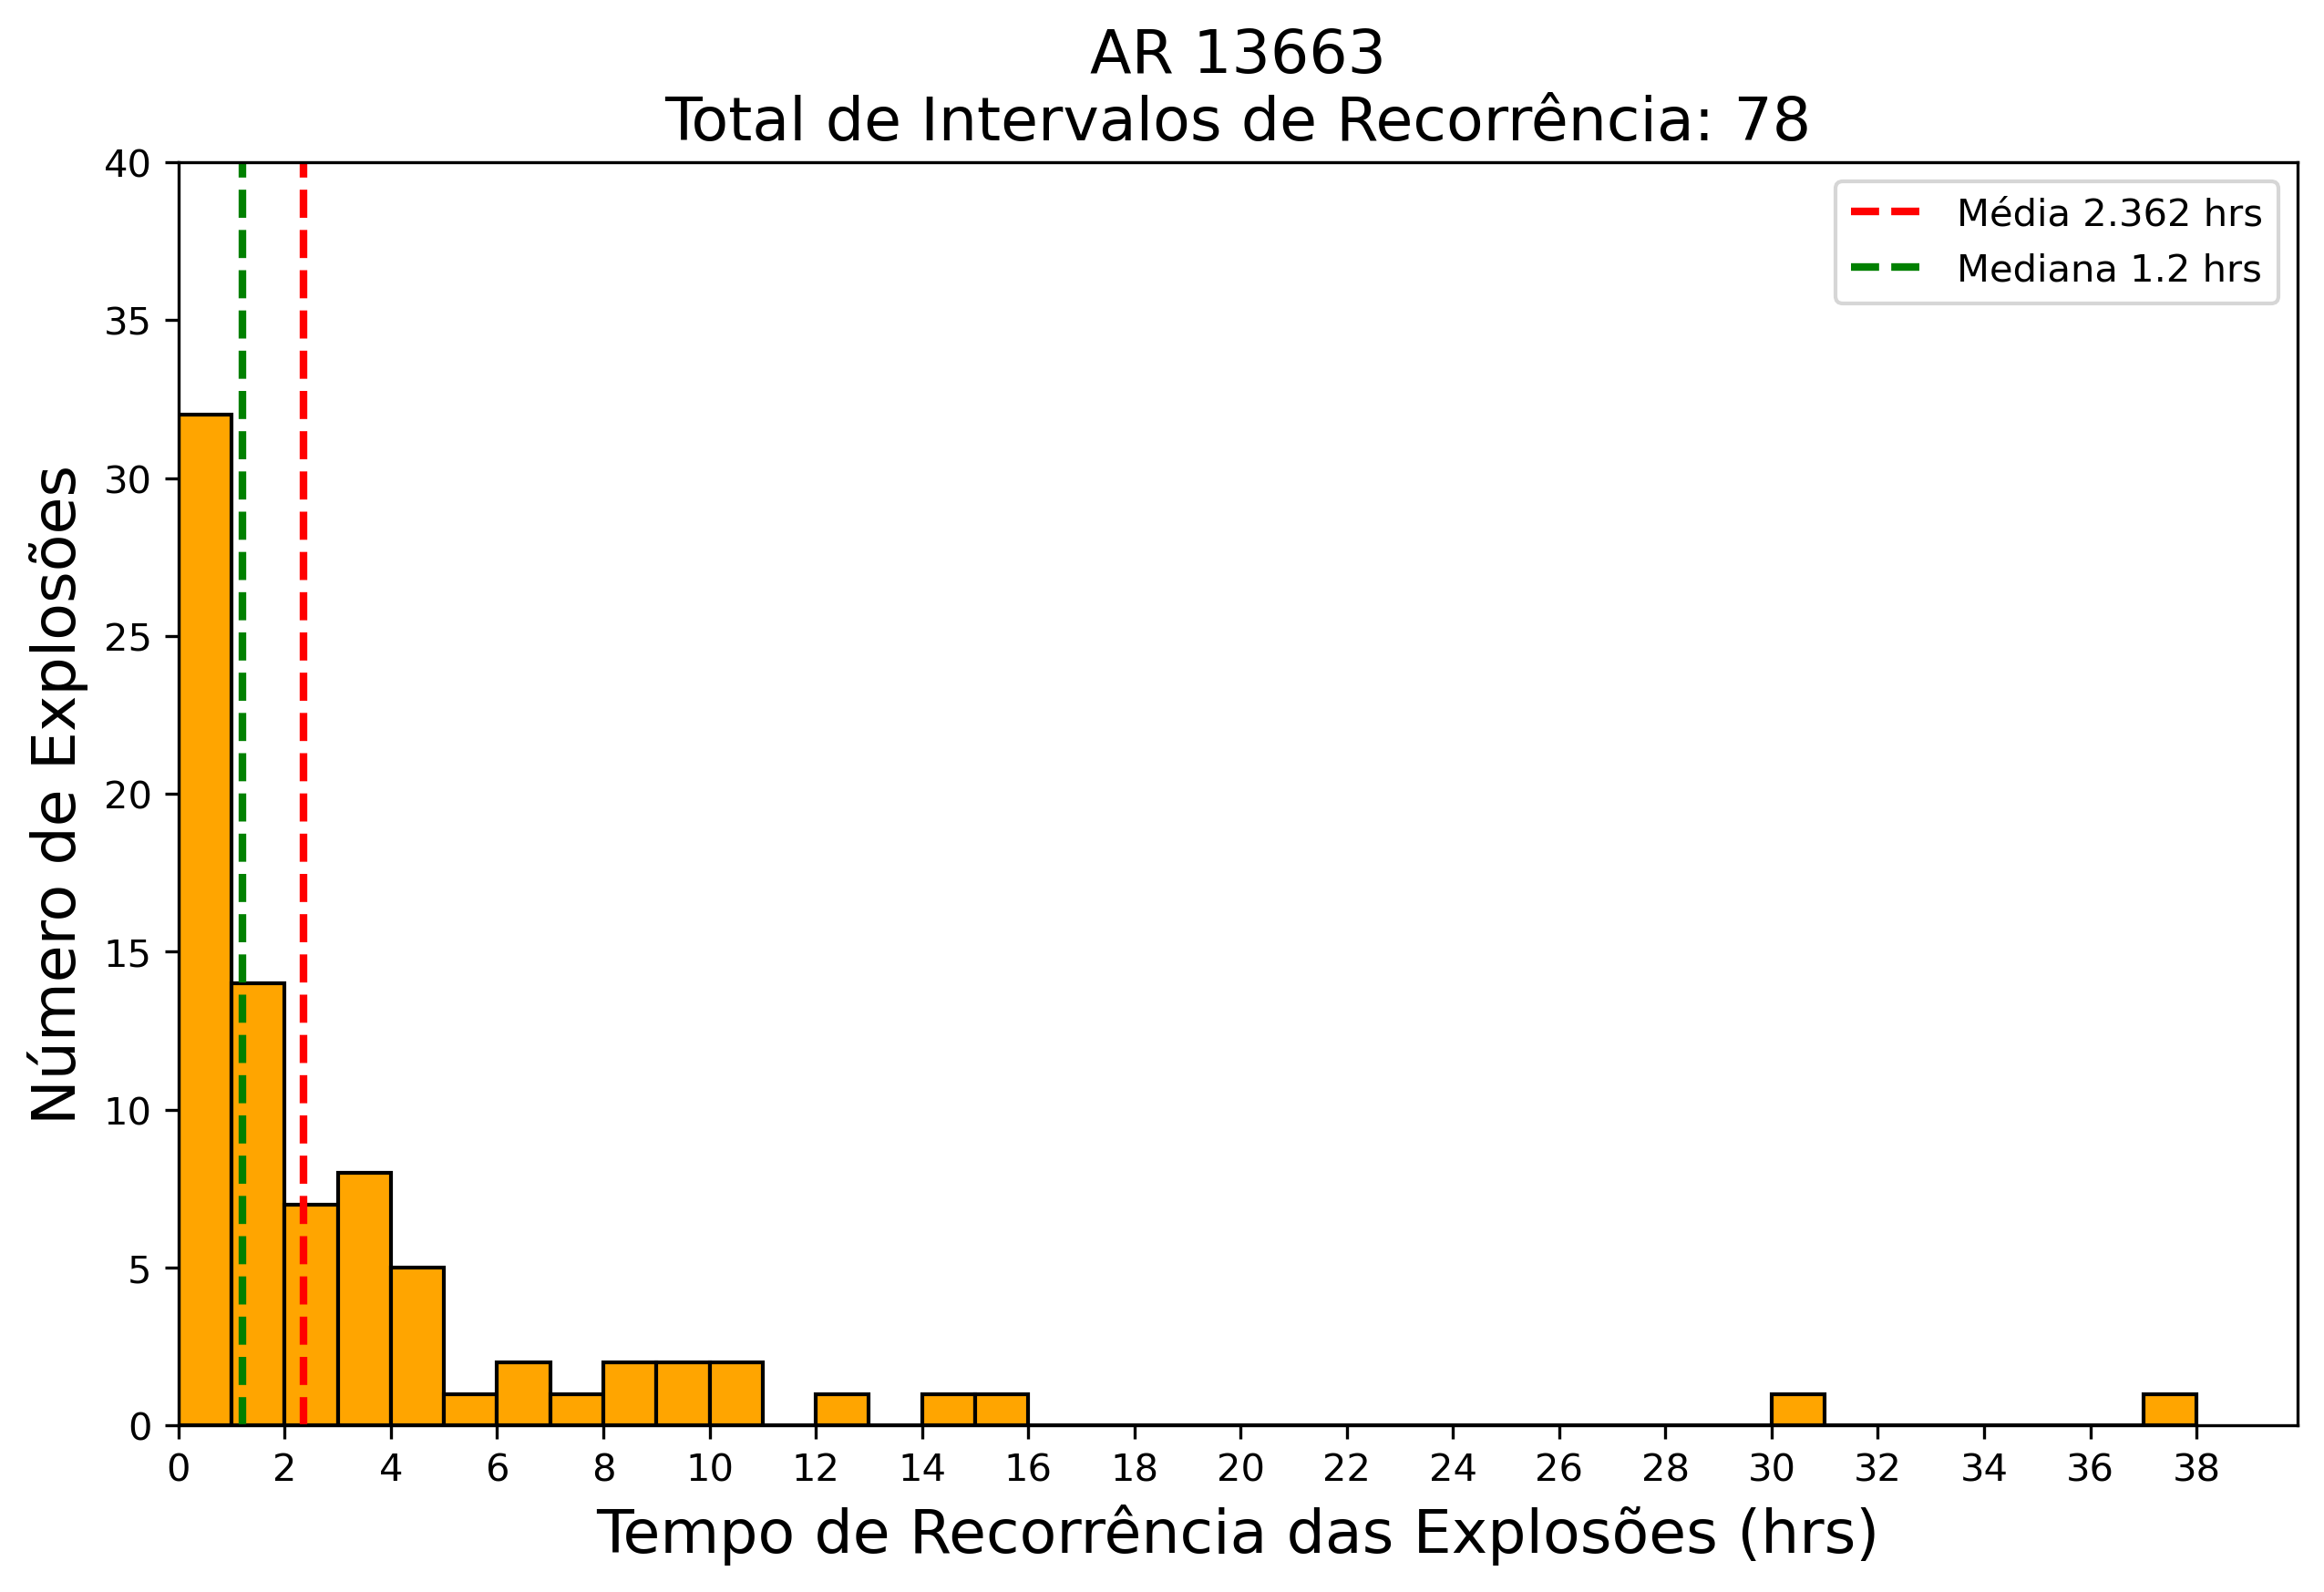 AR 13663
Total de Intervalos de Recorrência: 78
Média 2.362 hrs
Mediana 1.2 hrs
Número de Explosões
40
35
30
25
20
15
10
5
0
0 2 4 6 8 10 12 14 16 18 20 22 24 26 28 30 32 34 36 38
Tempo de Recorrência das Explosões (hrs)